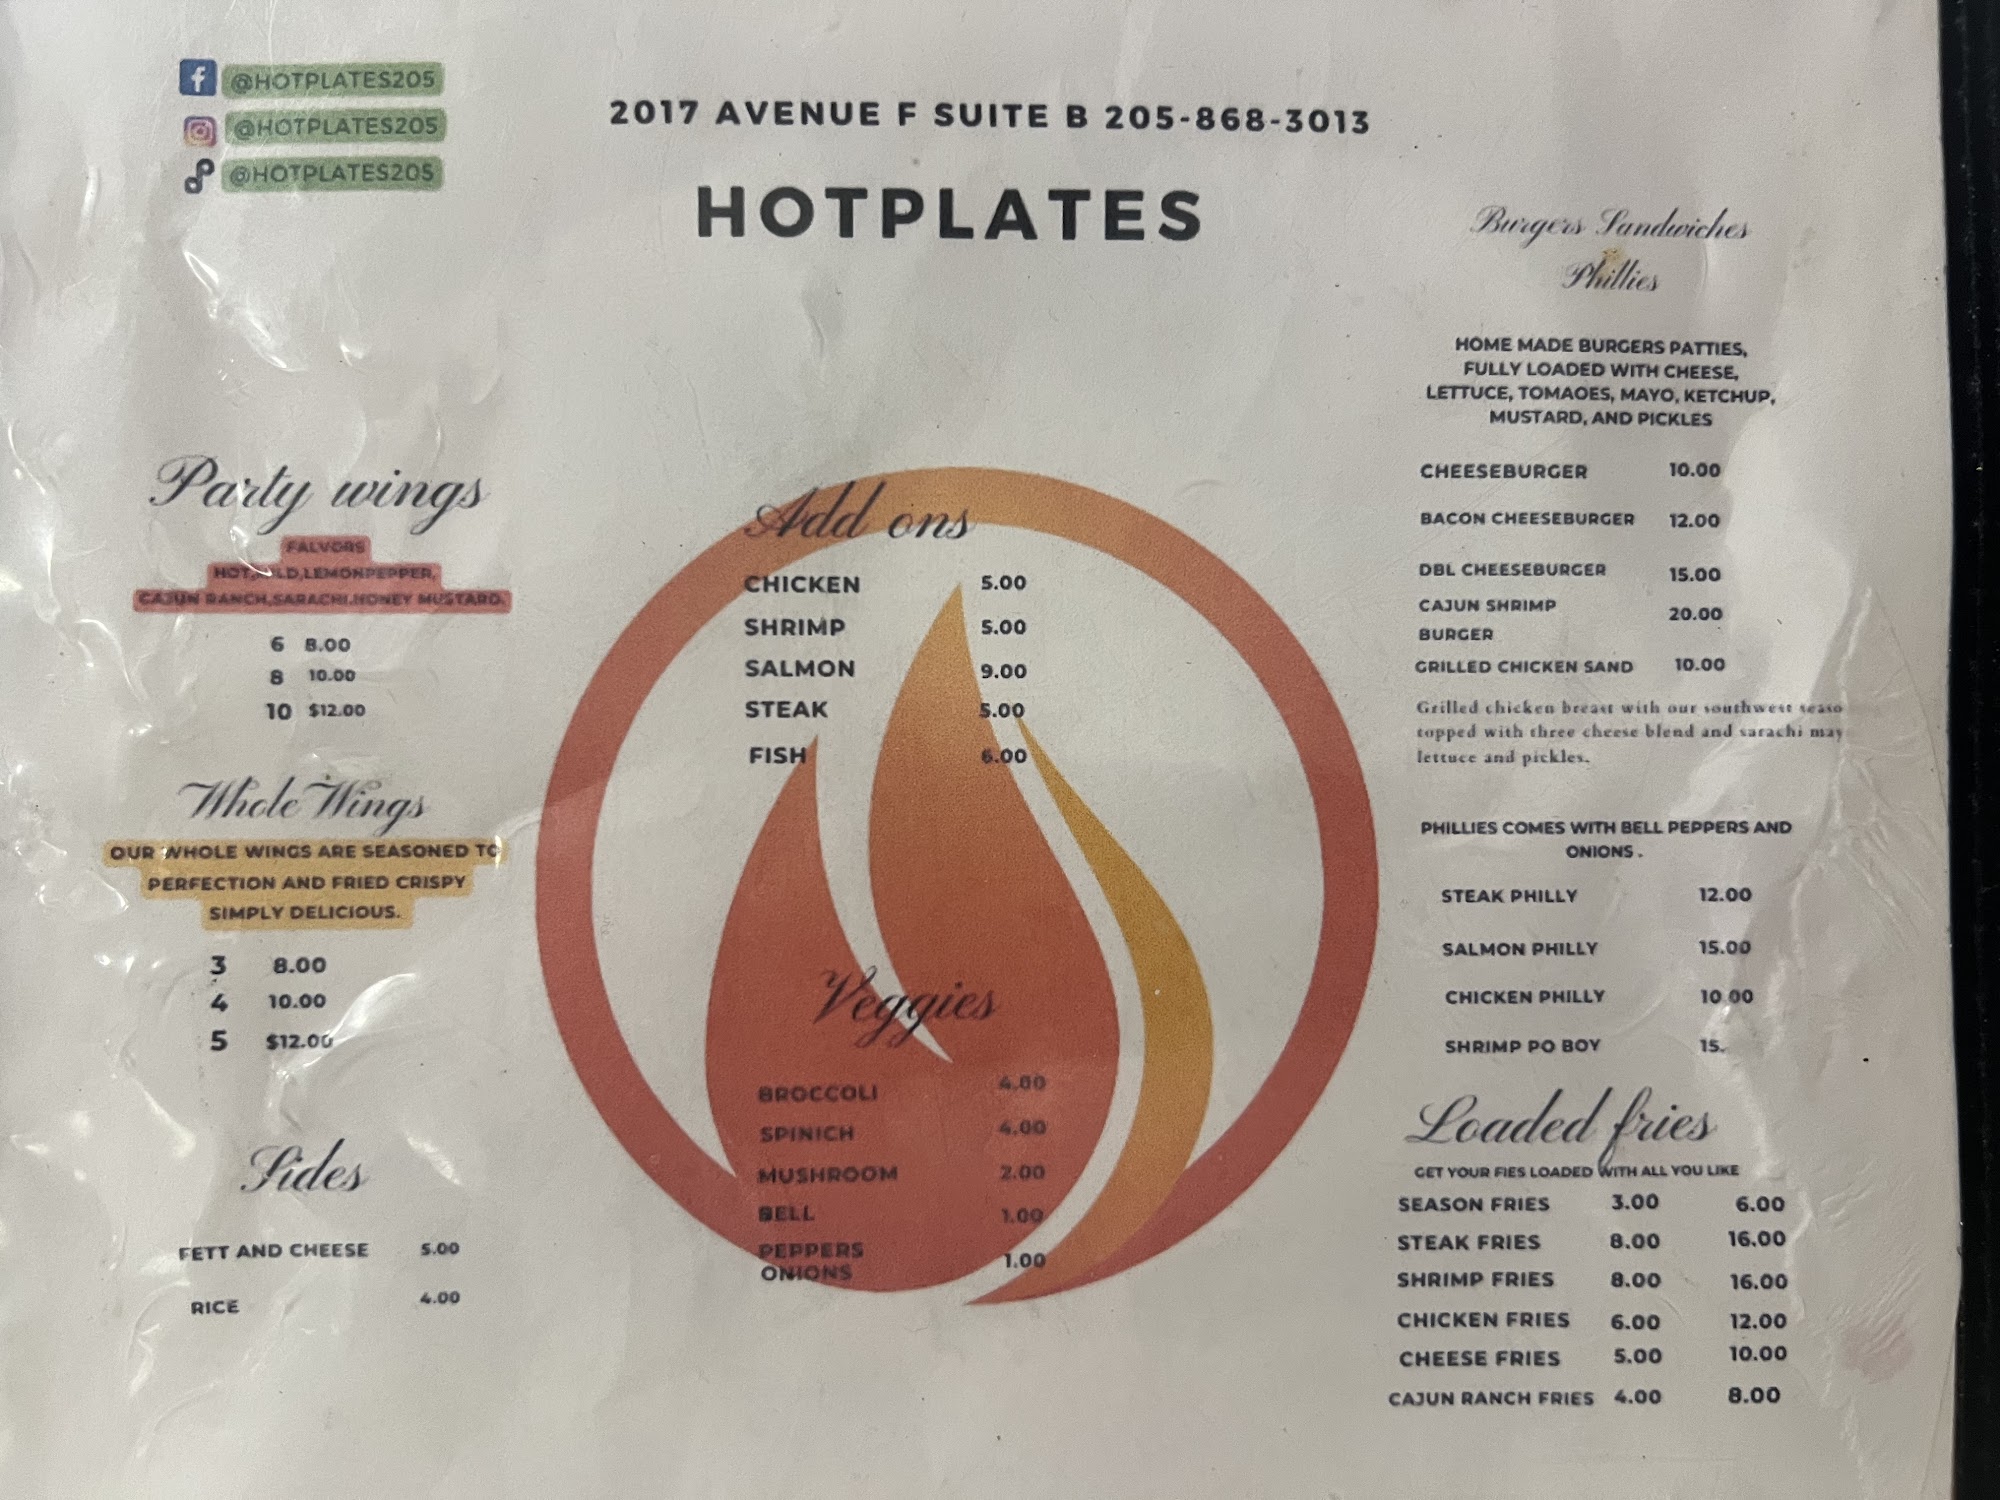 @HOTPLATES205
@HOTPLATES205
@HOTPLATES205
2017 AVENUE F SUITE B 205-868-3013
HOTPLATES
Party wings
FALVORS
HOT,MILD,LEMONPEPPER,
CAJUN RANCH,SARACHI,HONEY MUSTARD.
6 8.00
8 10.00
10 $12.00
Whole Wings
OUR WHOLE WINGS ARE SEASONED TO
PERFECTION AND FRIED CRISPY
SIMPLY DELICIOUS.
3 8.00
4 10.00
5 $12.00
Sides
FETT AND CHEESE 5.00
RICE 4.00
Add ons
CHICKEN 5.00
SHRIMP 5.00
SALMON 9.00
STEAK 5.00
FISH 6.00
Veggies
BROCCOLI 4.00
SPINICH 4.00
MUSHROOM 2.00
BELL 1.00
PEPPERS
ONIONS 1.00
Burgers Sandwiches
Phillies
HOME MADE BURGERS PATTIES,
FULLY LOADED WITH CHEESE,
LETTUCE, TOMAOES, MAYO, KETCHUP,
MUSTARD, AND PICKLES
CHEESEBURGER 10.00
BACON CHEESEBURGER 12.00
DBL CHEESEBURGER 15.00
CAJUN SHRIMP 20.00
BURGER
GRILLED CHICKEN SAND 10.00
Grilled chicken breast with our southwest seaso
topped with three cheese blend and sarachi may
lettuce and pickles.
PHILLIES COMES WITH BELL PEPPERS AND
ONIONS .
STEAK PHILLY 12.00
SALMON PHILLY 15.00
CHICKEN PHILLY 10.00
SHRIMP PO BOY 15.
Loaded fries
GET YOUR FIES LOADED WITH ALL YOU LIKE
SEASON FRIES 3.00 6.00
STEAK FRIES 8.00 16.00
SHRIMP FRIES 8.00 16.00
CHICKEN FRIES 6.00 12.00
CHEESE FRIES 5.00 10.00
CAJUN RANCH FRIES 4.00 8.00